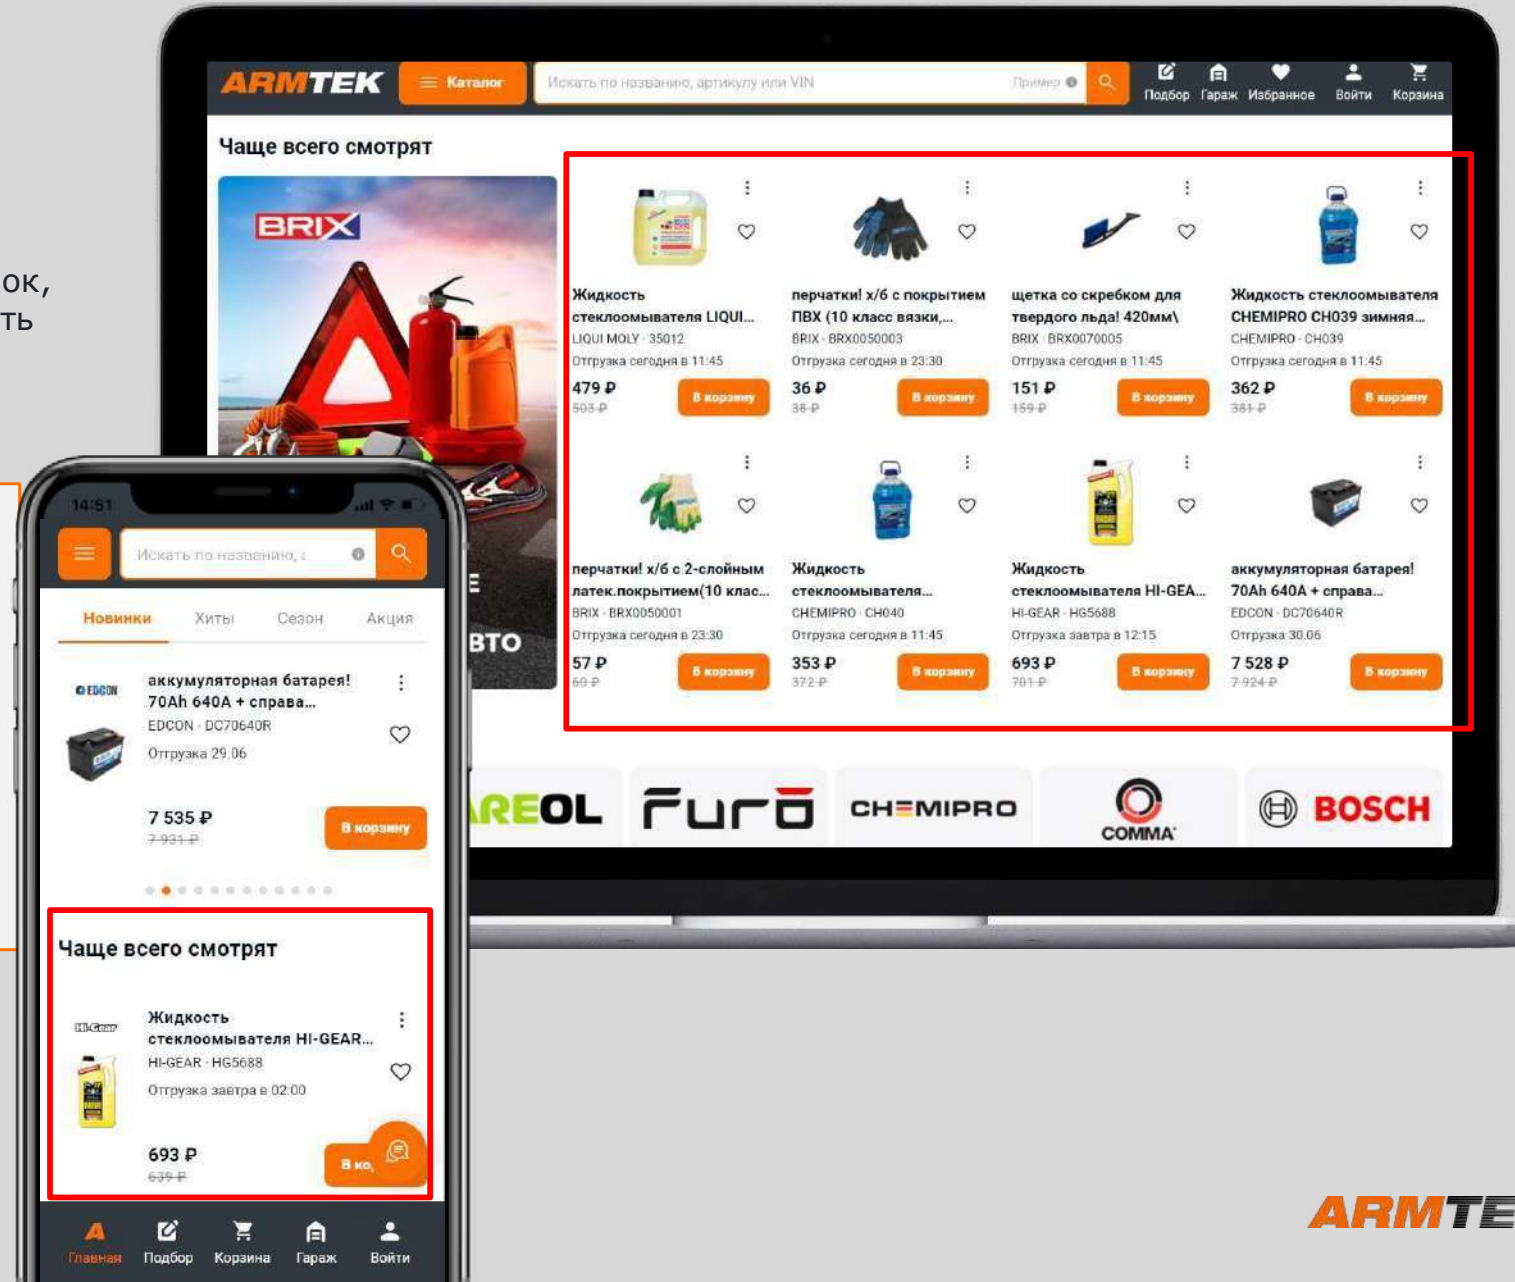 ок,
ть
ARMTEK
Каталог
Искать по названию, артикулу или VIN
Пример
Подбор
Гараж
Избранное
Войти
Корзина
Чаще всего смотрят
BRIX
Е
ВТО
Жидкость
стеклоомывателя LIQUI...
LIQUI MOLY · 35012
Отгрузка сегодня в 11:45
479 ₽
503 ₽
В корзину
перчатки! х/б с покрытием
ПВХ (10 класс вязки,...
BRIX · BRX0050003
Отгрузка сегодня в 23:30
36 ₽
38 ₽
В корзину
щетка со скребком для
твердого льда! 420мм\
BRIX · BRX0070005
Отгрузка сегодня в 11:45
151 ₽
159 ₽
В корзину
Жидкость стеклоомывателя
CHEMIPRO CH039 зимняя...
CHEMIPRO · CH039
Отгрузка сегодня в 11:45
362 ₽
381 ₽
В корзину
перчатки! х/б с 2-слойным
латек.покрытием(10 клас...
BRIX · BRX0050001
Отгрузка сегодня в 23:30
57 ₽
60 ₽
В корзину
Жидкость
стеклоомывателя...
CHEMIPRO · CH040
Отгрузка сегодня в 11:45
353 ₽
372 ₽
В корзину
Жидкость
стеклоомывателя HI-GEA...
HI-GEAR · HG5688
Отгрузка завтра в 12:15
693 ₽
701 ₽
В корзину
аккумуляторная батарея!
70Ah 640A + справа...
EDCON · DC70640R
Отгрузка 30.06
7 528 ₽
7 924 ₽
В корзину
AREOL
Furō
CHEMIPRO
COMMA
BOSCH
14:51
Искать по названию, а
Новинки
Хиты
Сезон
Акция
EDCON
аккумуляторная батарея!
70Ah 640A + справа...
EDCON · DC70640R
Отгрузка 29.06
7 535 ₽
7 931 ₽
В корзину
Чаще всего смотрят
Hi-Gear
Жидкость
стеклоомывателя HI-GEAR...
HI-GEAR · HG5688
Отгрузка завтра в 02:00
693 ₽
639 ₽
В ко
Главная
Подбор
Корзина
Гараж
Войти
ARMTE